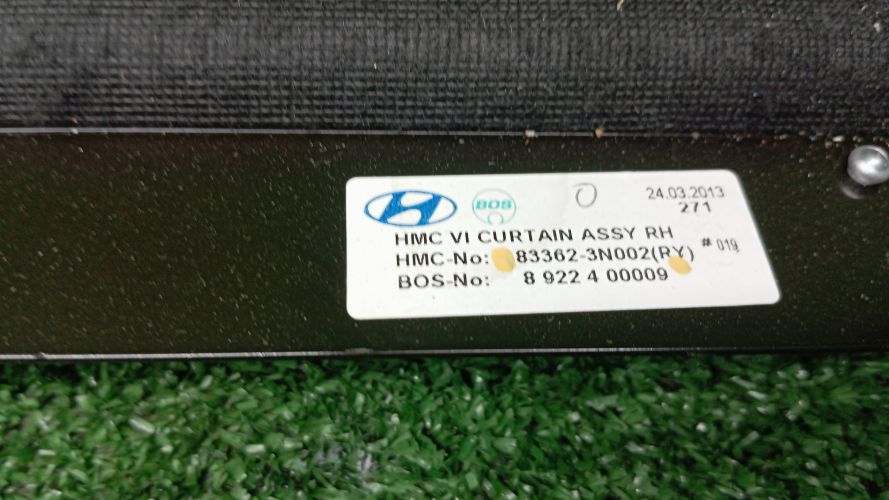 BOS
O
24.03.2013
271
HMC VI CURTAIN ASSY RH
# 019
HMC-No: 83362-3N002(RY)
BOS-No: 8 922 4 00009